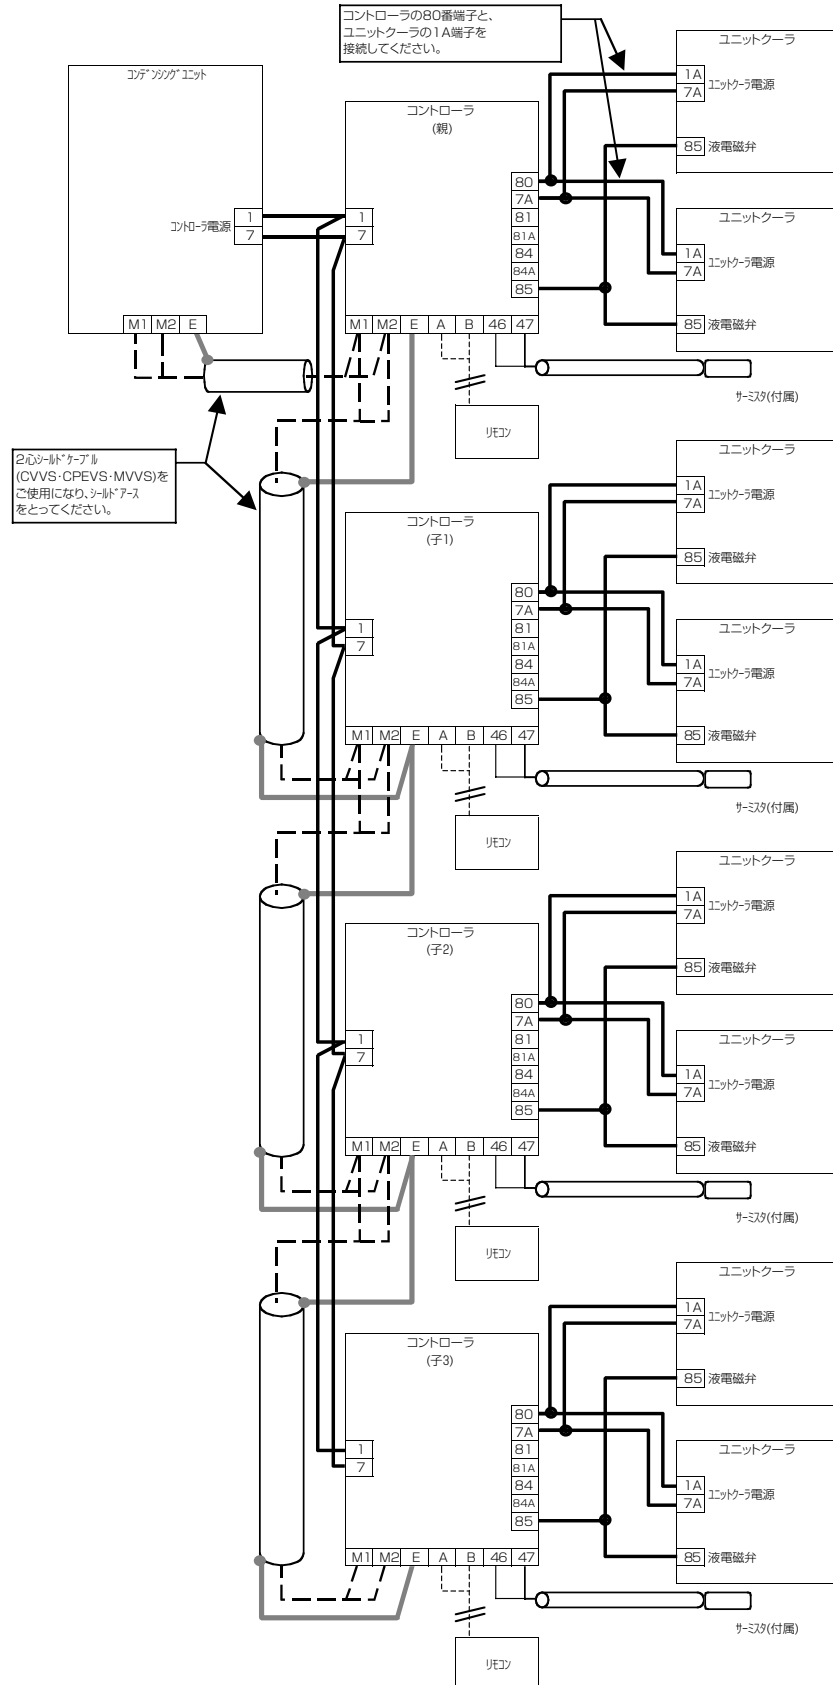 コントローラの80番端子と、
ユニットクーラの1A端子を
接続してください。
コンデンシングユニット
コントローラ電源
1
7
M1 M2 E
2心シールドケーブル
(CVVS・CPEVS・MVVS)を
ご使用になり、シールドアース
をとってください。
コントローラ
(親)
1
7
80
7A
81
81A
84
84A
85
M1 M2 E A B 46 47
リモコン
サーミスタ(付属)
ユニットクーラ
1A
7A
ユニットクーラ電源
85 液電磁弁
ユニットクーラ
1A
7A
ユニットクーラ電源
85 液電磁弁
コントローラ
(子1)
1
7
80
7A
81
81A
84
84A
85
M1 M2 E A B 46 47
リモコン
サーミスタ(付属)
ユニットクーラ
1A
7A
ユニットクーラ電源
85 液電磁弁
ユニットクーラ
1A
7A
ユニットクーラ電源
85 液電磁弁
コントローラ
(子2)
1
7
80
7A
81
81A
84
84A
85
M1 M2 E A B 46 47
リモコン
サーミスタ(付属)
ユニットクーラ
1A
7A
ユニットクーラ電源
85 液電磁弁
ユニットクーラ
1A
7A
ユニットクーラ電源
85 液電磁弁
コントローラ
(子3)
1
7
80
7A
81
81A
84
84A
85
M1 M2 E A B 46 47
リモコン
サーミスタ(付属)
ユニットクーラ
1A
7A
ユニットクーラ電源
85 液電磁弁
ユニットクーラ
1A
7A
ユニットクーラ電源
85 液電磁弁